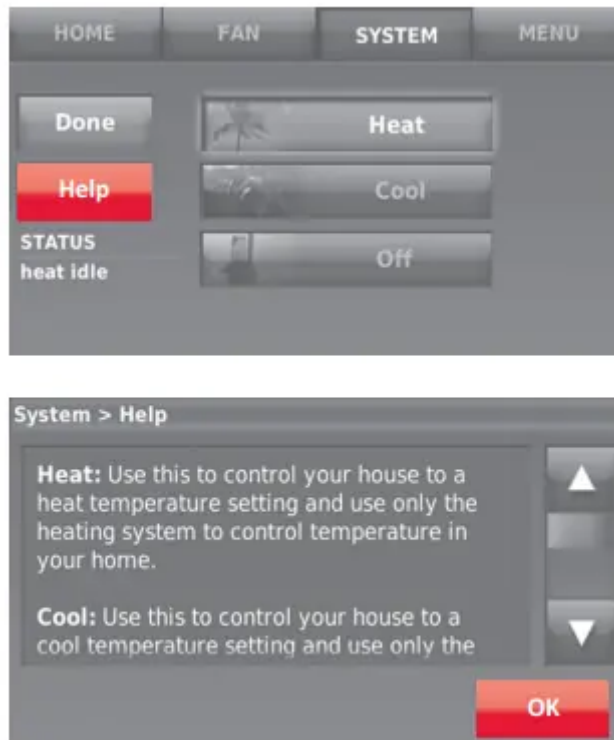 HOME FAN SYSTEM MENU
Done
Heat
Help
Cool
STATUS
heat idle
Off
System > Help
Heat: Use this to control your house to a
heat temperature setting and use only the
heating system to control temperature in
your home.
Cool: Use this to control your house to a
cool temperature setting and use only the
OK